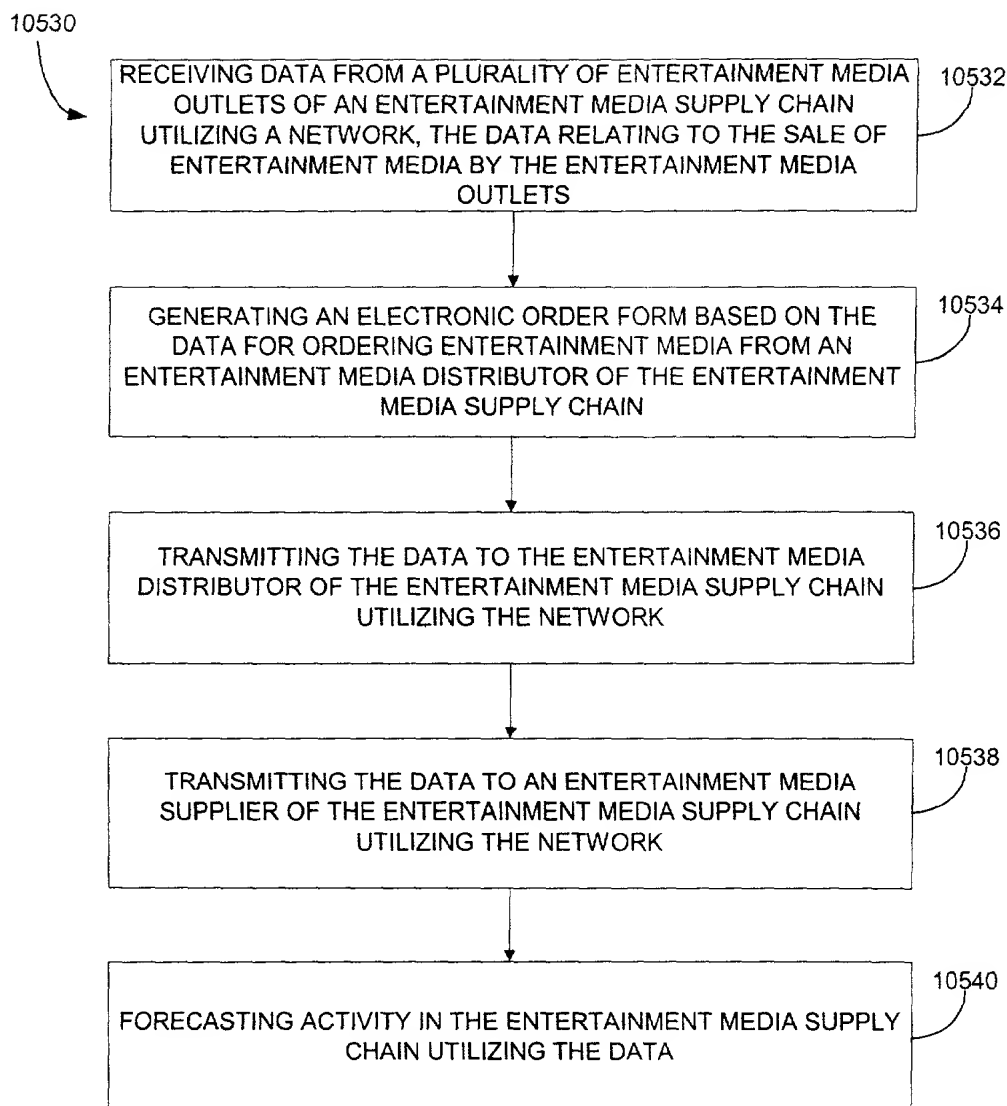 10530
RECEIVING DATA FROM A PLURALITY OF ENTERTAINMENT MEDIA
OUTLETS OF AN ENTERTAINMENT MEDIA SUPPLY CHAIN
UTILIZING A NETWORK, THE DATA RELATING TO THE SALE OF
ENTERTAINMENT MEDIA BY THE ENTERTAINMENT MEDIA
OUTLETS
10532
GENERATING AN ELECTRONIC ORDER FORM BASED ON THE
DATA FOR ORDERING ENTERTAINMENT MEDIA FROM AN
ENTERTAINMENT MEDIA DISTRIBUTOR OF THE ENTERTAINMENT
MEDIA SUPPLY CHAIN
10534
TRANSMITTING THE DATA TO THE ENTERTAINMENT MEDIA
DISTRIBUTOR OF THE ENTERTAINMENT MEDIA SUPPLY CHAIN
UTILIZING THE NETWORK
10536
TRANSMITTING THE DATA TO AN ENTERTAINMENT MEDIA
SUPPLIER OF THE ENTERTAINMENT MEDIA SUPPLY CHAIN
UTILIZING THE NETWORK
10538
FORECASTING ACTIVITY IN THE ENTERTAINMENT MEDIA SUPPLY
CHAIN UTILIZING THE DATA
10540